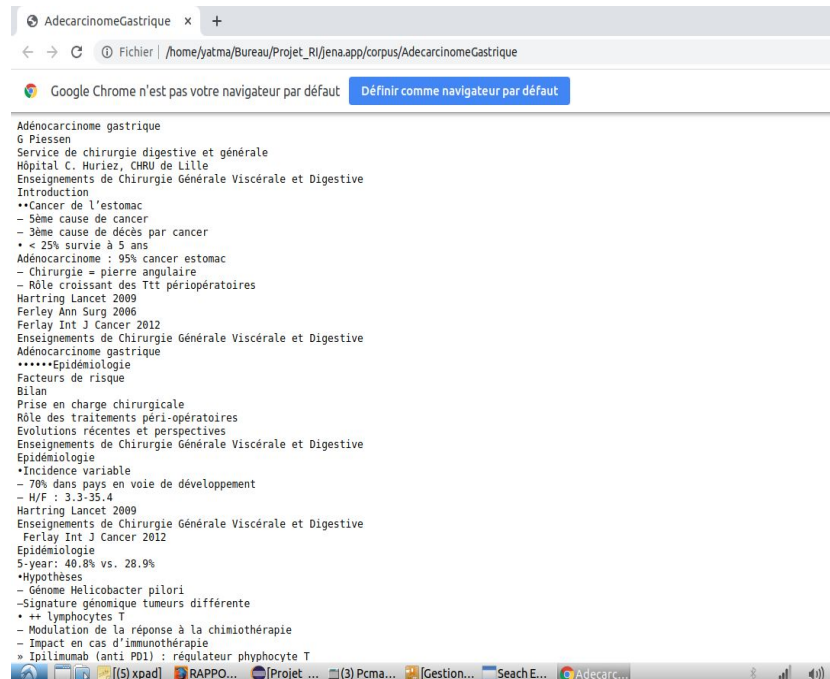 AdecarcinomeGastrique × +
Fichier | /home/yatma/Bureau/Projet_RI/jena.app/corpus/AdecarcinomeGastrique
Google Chrome n'est pas votre navigateur par défaut Définir comme navigateur par défaut
Adénocarcinome gastrique
G Piessen
Service de chirurgie digestive et générale
Hôpital C. Huriez, CHRU de Lille
Enseignements de Chirurgie Générale Viscérale et Digestive
Introduction
••Cancer de l'estomac
– 5ème cause de cancer
– 3ème cause de décès par cancer
• < 25% survie à 5 ans
Adénocarcinome : 95% cancer estomac
– Chirurgie = pierre angulaire
– Rôle croissant des Ttt périopératoires
Hartring Lancet 2009
Ferley Ann Surg 2006
Ferlay Int J Cancer 2012
Enseignements de Chirurgie Générale Viscérale et Digestive
Adénocarcinome gastrique
••••••Epidémiologie
Facteurs de risque
Bilan
Prise en charge chirurgicale
Rôle des traitements péri-opératoires
Evolutions récentes et perspectives
Enseignements de Chirurgie Générale Viscérale et Digestive
Epidémiologie
•Incidence variable
– 70% dans pays en voie de développement
– H/F : 3.3-35.4
Hartring Lancet 2009
Enseignements de Chirurgie Générale Viscérale et Digestive
Ferlay Int J Cancer 2012
Epidémiologie
5-year: 40.8% vs. 28.9%
•Hypothèses
– Génome Helicobacter pilori
–Signature génomique tumeurs différente
• ++ lymphocytes T
– Modulation de la réponse à la chimiothérapie
– Impact en cas d'immunothérapie
» Ipilimumab (anti PD1) : régulateur phyphocyte T
[(5) xpad] RAPPO... [Projet ... (3) Pcma... [Gestion... Seach E... Adecarc...